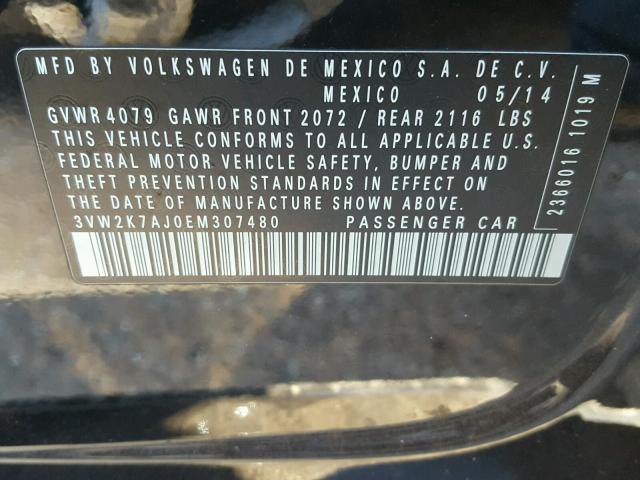 MFD BY VOLKSWAGEN DE MEXICO S.A. DE C.V.
MEXICO 05/14
GVWR 4079 GAWR FRONT 2072 / REAR 2116 LBS
THIS VEHICLE CONFORMS TO ALL APPLICABLE U.S.
FEDERAL MOTOR VEHICLE SAFETY, BUMPER AND
THEFT PREVENTION STANDARDS IN EFFECT ON
THE DATE OF MANUFACTURE SHOWN ABOVE.
3VW2K7AJ0EM307480 PASSENGER CAR
2366016 1019 M